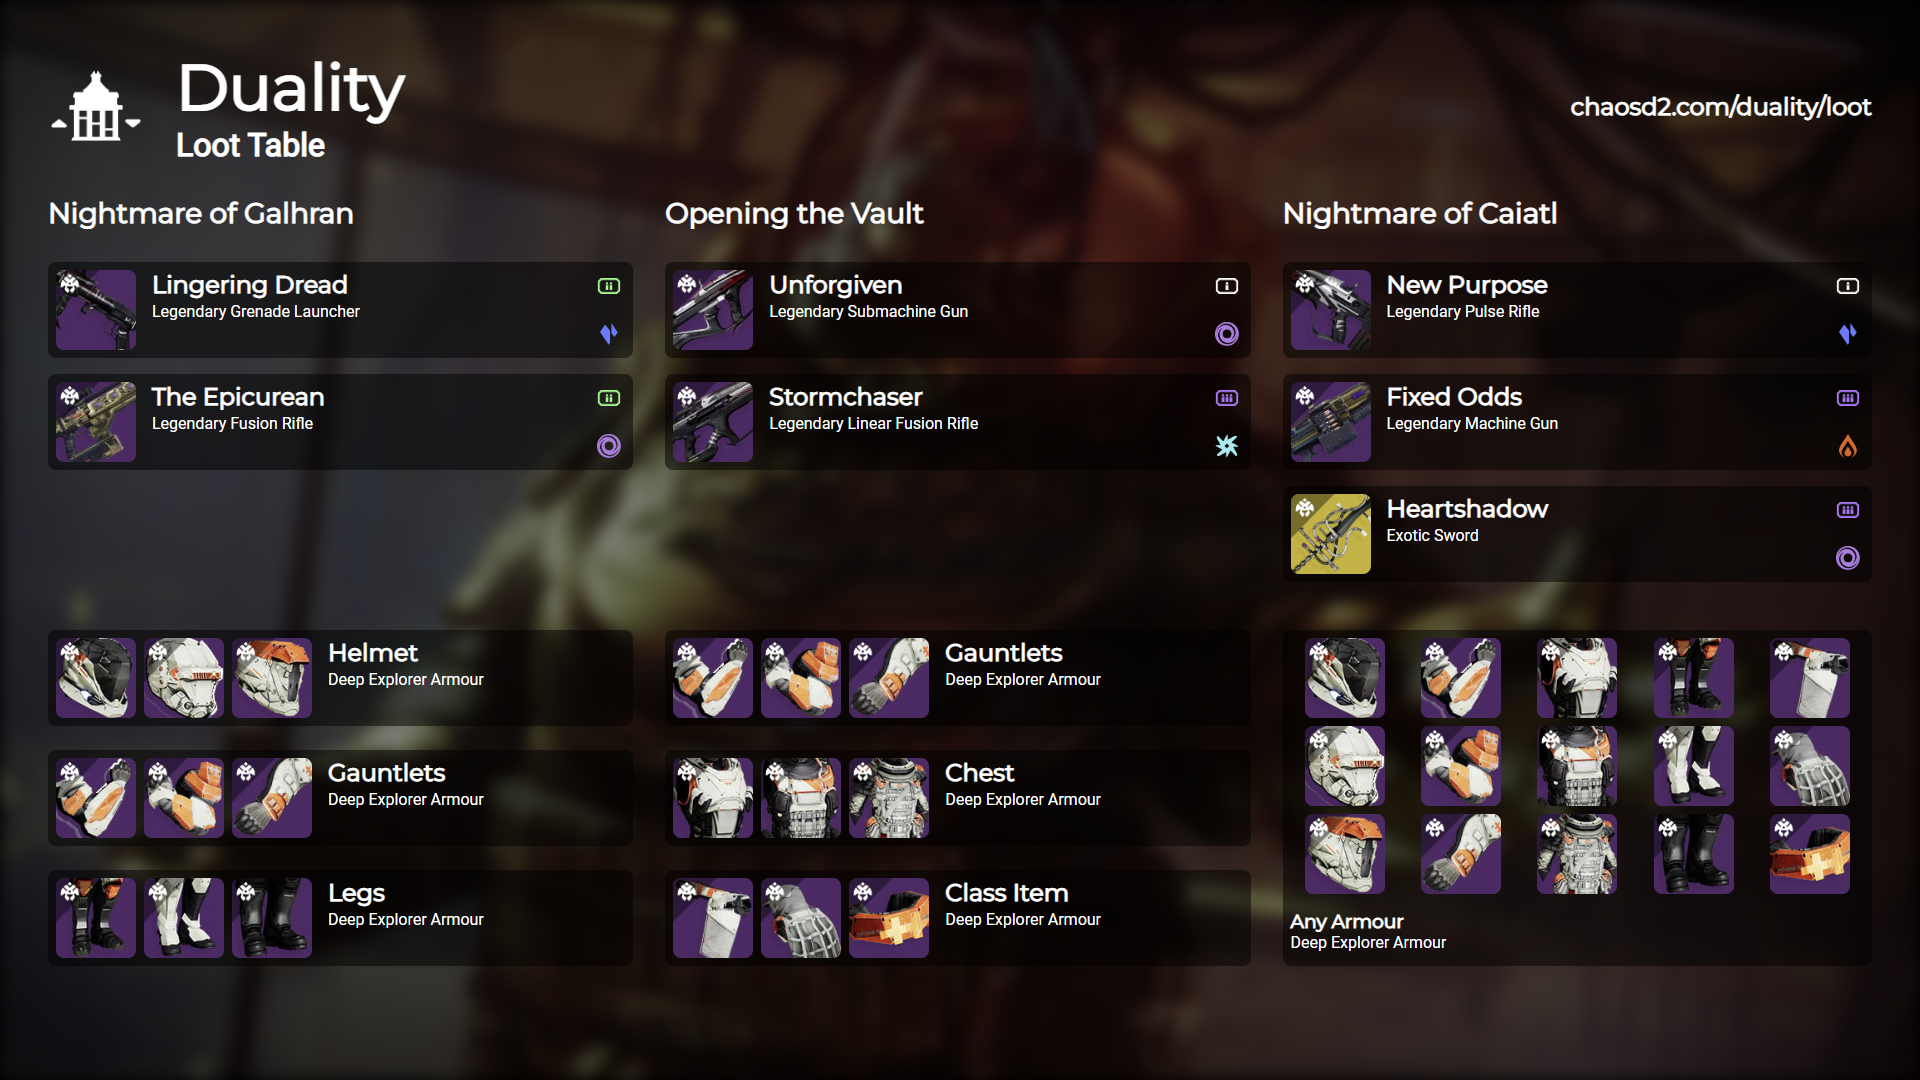 Duality
Loot Table
chaosd2.com/duality/loot
Nightmare of Galhran
Lingering Dread
Legendary Grenade Launcher
The Epicurean
Legendary Fusion Rifle
Helmet
Deep Explorer Armour
Gauntlets
Deep Explorer Armour
Legs
Deep Explorer Armour
Opening the Vault
Unforgiven
Legendary Submachine Gun
Stormchaser
Legendary Linear Fusion Rifle
Gauntlets
Deep Explorer Armour
Chest
Deep Explorer Armour
Class Item
Deep Explorer Armour
Nightmare of Caiatl
New Purpose
Legendary Pulse Rifle
Fixed Odds
Legendary Machine Gun
Heartshadow
Exotic Sword
Any Armour
Deep Explorer Armour